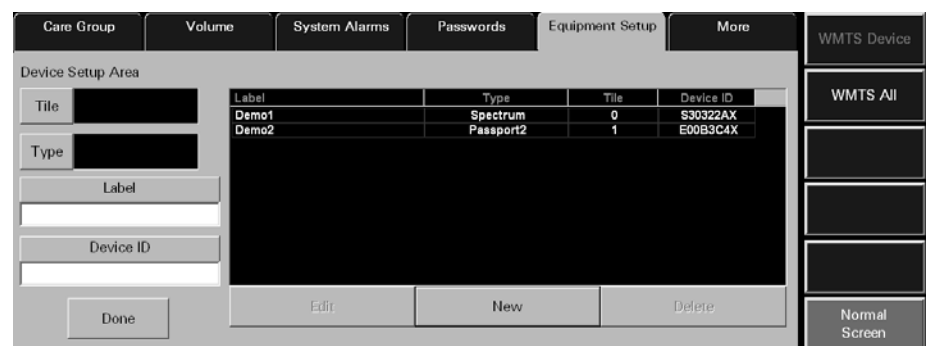 Care Group Volume System Alarms Passwords Equipment Setup More
WMTS Device
Device Setup Area
Tile
Label Type Tile Device ID
WMTS All
Demo1 Spectrum 0 S30322AX
Demo2 Passport2 1 E00B3C4X
Type
Label
Device ID
Edit New Delete
Done
Normal
Screen